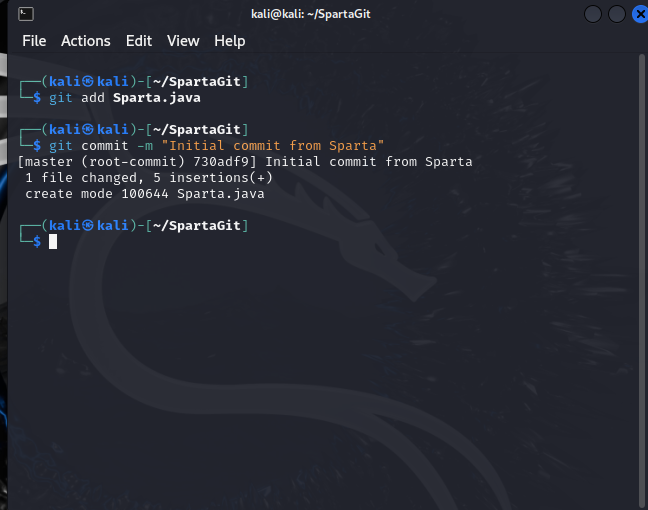 kali@kali: ~/SpartaGit
File Actions Edit View Help
┌──(kali㉿kali)-[~/SpartaGit]
└─$ git add Sparta.java
┌──(kali㉿kali)-[~/SpartaGit]
└─$ git commit -m "Initial commit from Sparta"
[master (root-commit) 730adf9] Initial commit from Sparta
 1 file changed, 5 insertions(+)
 create mode 100644 Sparta.java
┌──(kali㉿kali)-[~/SpartaGit]
└─$